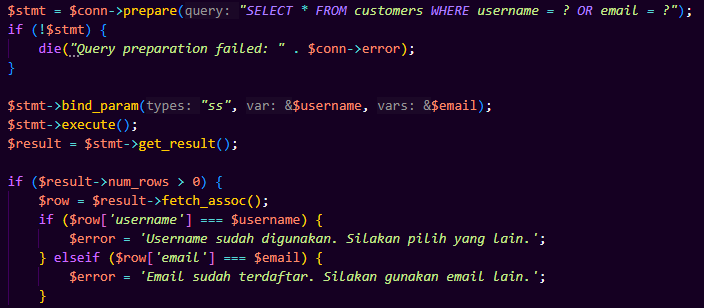 $stmt = $conn->prepare(query: "SELECT * FROM customers WHERE username = ? OR email = ?");
if (!$stmt) {
    die("Query preparation failed: " . $conn->error);
}

$stmt->bind_param(types: "ss", var: &$username, vars: &$email);
$stmt->execute();
$result = $stmt->get_result();

if ($result->num_rows > 0) {
    $row = $result->fetch_assoc();
    if ($row['username'] === $username) {
        $error = 'Username sudah digunakan. Silakan pilih yang lain.';
    } elseif ($row['email'] === $email) {
        $error = 'Email sudah terdaftar. Silakan gunakan email lain.';
    }